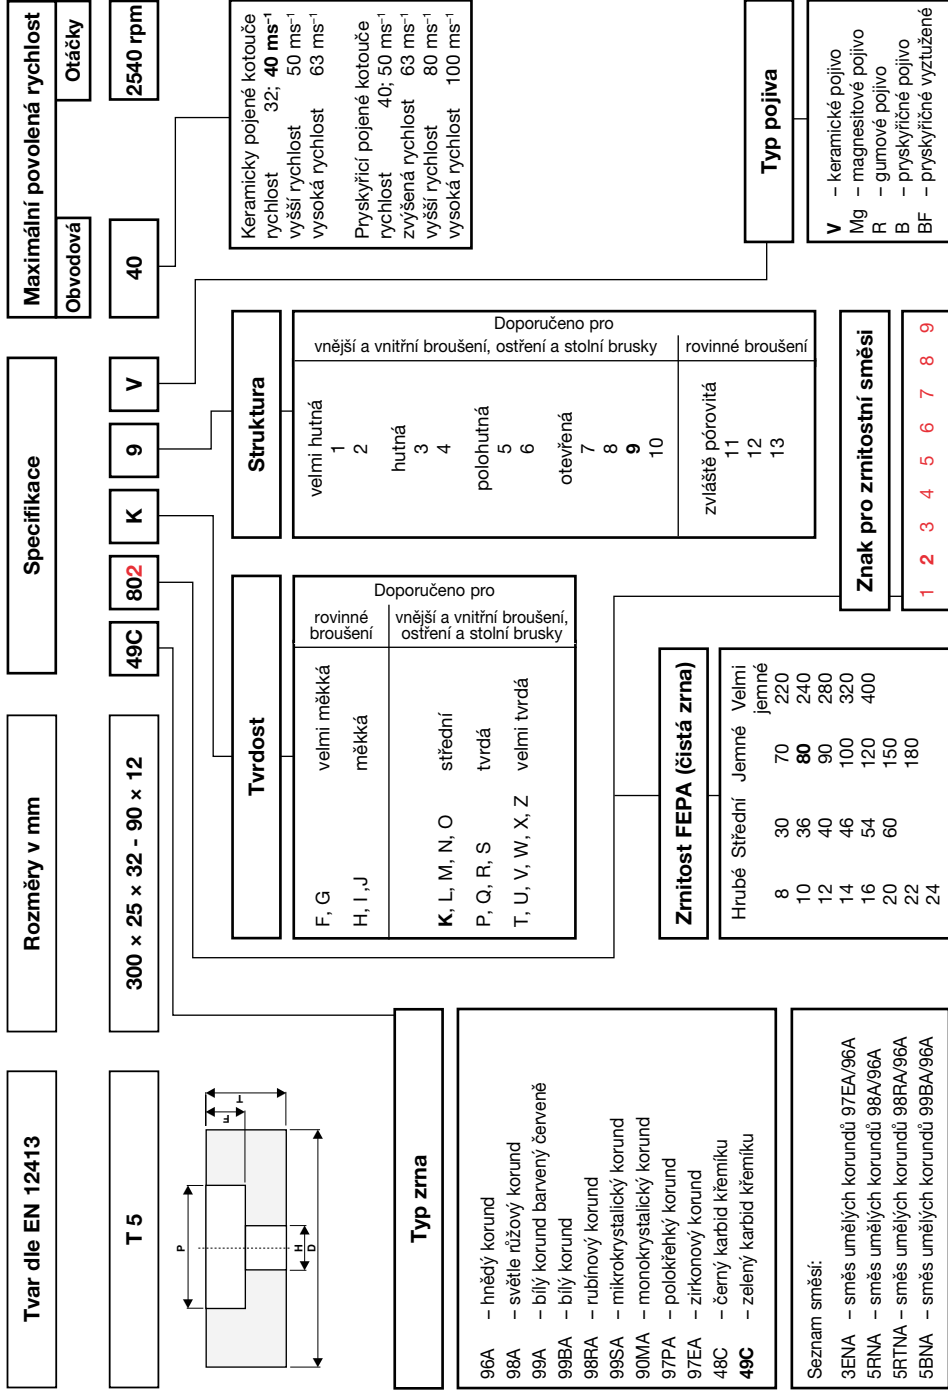 Tvar dle EN 12413
Rozměry v mm
Specifikace
Maximální povolená rychlost
Obvodová
Otáčky
T 5
300 × 25 × 32 - 90 × 12
49C
802
K
9
V
40
2540 rpm
P
F
T
H
D
Typ zrna
96A – hnědý korund
98A – světle růžový korund
99A – bílý korund barvený červeně
99BA – bílý korund
98RA – rubínový korund
99SA – mikrokrystalický korund
90MA – monokrystalický korund
97PA – polokřehký korund
97EA – zirkonový korund
48C – černý karbid křemíku
49C – zelený karbid křemíku
Seznam směsí:
3ENA – směs umělých korundů 97EA/96A
5RNA – směs umělých korundů 98A/96A
5RTNA – směs umělých korundů 98RA/96A
5BNA – směs umělých korundů 99BA/96A
Tvrdost
Doporučeno pro
F, G velmi měkká rovinné
H, I ,J měkká broušení
K, L, M, N, O střední vnější a vnitřní broušení,
P, Q, R, S tvrdá ostření a stolní brusky
T, U, V, W, X, Z velmi tvrdá
Zrnitost FEPA (čistá zrna)
Hrubé Střední Jemné Velmi
jemné
8 30 70 220
10 36 80 240
12 40 90 280
14 46 100 320
16 54 120 400
20 60 150
22 180
24
Struktura
Doporučeno pro
vnější a vnitřní broušení, ostření a stolní brusky
velmi hutná
1
2
hutná
3
4
polohutná
5
6
otevřená
7
8
9
10
rovinné broušení
zvláště pórovitá
11
12
13
Znak pro zrnitostní směsi
1 2 3 4 5 6 7 8 9
Keramicky pojené kotouče
rychlost 32; 40 ms⁻¹
vyšší rychlost 50 ms⁻¹
vysoká rychlost 63 ms⁻¹
Pryskyřicí pojené kotouče
rychlost 40; 50 ms⁻¹
zvýšená rychlost 63 ms⁻¹
vyšší rychlost 80 ms⁻¹
vysoká rychlost 100 ms⁻¹
Typ pojiva
V – keramické pojivo
Mg – magnesitové pojivo
R – gumové pojivo
B – pryskyřičné pojivo
BF – pryskyřičné vyztužené